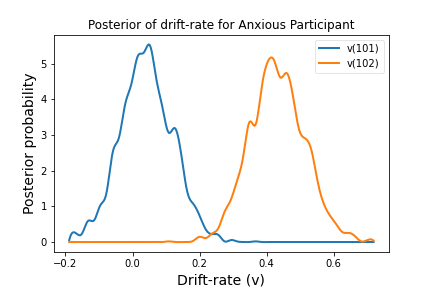 Posterior of drift-rate for Anxious Participant
v(101)
v(102)
Posterior probability
5
4
3
2
1
0
−0.2
0.0
0.2
0.4
0.6
Drift-rate (v)